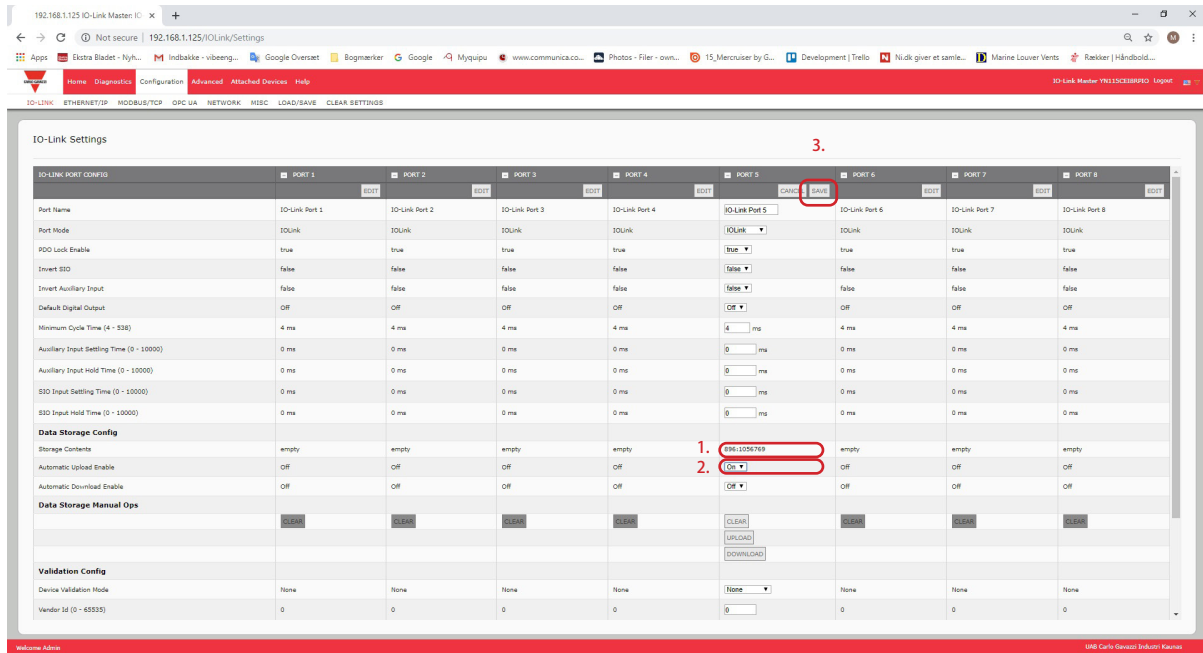 192.168.1.125 IO-Link Master: IO
Not secure | 192.168.1.125/IOLink/Settings
Apps Ekstra Bladet - Nyh... Indbakke - vibeeng... Google Oversæt Bogmærker Google Myquipu www.communica.co... Photos - Filer - own... 15_Mercruiser by G... Development | Trello Ni.dk giver et samle... Marine Louver Vents Rækker | Håndbold....
CARLO GAVAZZI Home Diagnostics Configuration Advanced Attached Devices Help IO-Link Master YN115CEI8RPIO Logout
IO-LINK ETHERNET/IP MODBUS/TCP OPC UA NETWORK MISC LOAD/SAVE CLEAR SETTINGS
IO-Link Settings
3.
IO-LINK PORT CONFIG PORT 1 PORT 2 PORT 3 PORT 4 PORT 5 PORT 6 PORT 7 PORT 8
EDIT EDIT EDIT EDIT CANCEL SAVE EDIT EDIT EDIT
Port Name IO-Link Port 1 IO-Link Port 2 IO-Link Port 3 IO-Link Port 4 IO-Link Port 5 IO-Link Port 6 IO-Link Port 7 IO-Link Port 8
Port Mode IOLink IOLink IOLink IOLink IOLink IOLink IOLink IOLink
PDO Lock Enable true true true true true true true true
Invert SIO false false false false false false false false
Invert Auxiliary Input false false false false false false false false
Default Digital Output Off Off Off Off Off Off Off Off
Minimum Cycle Time (4 - 538) 4 ms 4 ms 4 ms 4 ms 4 ms 4 ms 4 ms 4 ms
Auxiliary Input Settling Time (0 - 10000) 0 ms 0 ms 0 ms 0 ms 0 ms 0 ms 0 ms 0 ms
Auxiliary Input Hold Time (0 - 10000) 0 ms 0 ms 0 ms 0 ms 0 ms 0 ms 0 ms 0 ms
SIO Input Settling Time (0 - 10000) 0 ms 0 ms 0 ms 0 ms 0 ms 0 ms 0 ms 0 ms
SIO Input Hold Time (0 - 10000) 0 ms 0 ms 0 ms 0 ms 0 ms 0 ms 0 ms 0 ms
Data Storage Config
Storage Contents empty empty empty empty 1. 896:1056769 empty empty empty
Automatic Upload Enable Off Off Off Off 2. On Off Off Off
Automatic Download Enable Off Off Off Off Off Off Off Off
Data Storage Manual Ops
CLEAR CLEAR CLEAR CLEAR CLEAR CLEAR CLEAR CLEAR
UPLOAD
DOWNLOAD
Validation Config
Device Validation Mode None None None None None None None None
Vendor Id (0 - 65535) 0 0 0 0 0 0 0 0
Welcome Admin UAB Carlo Gavazzi Industri Kaunas